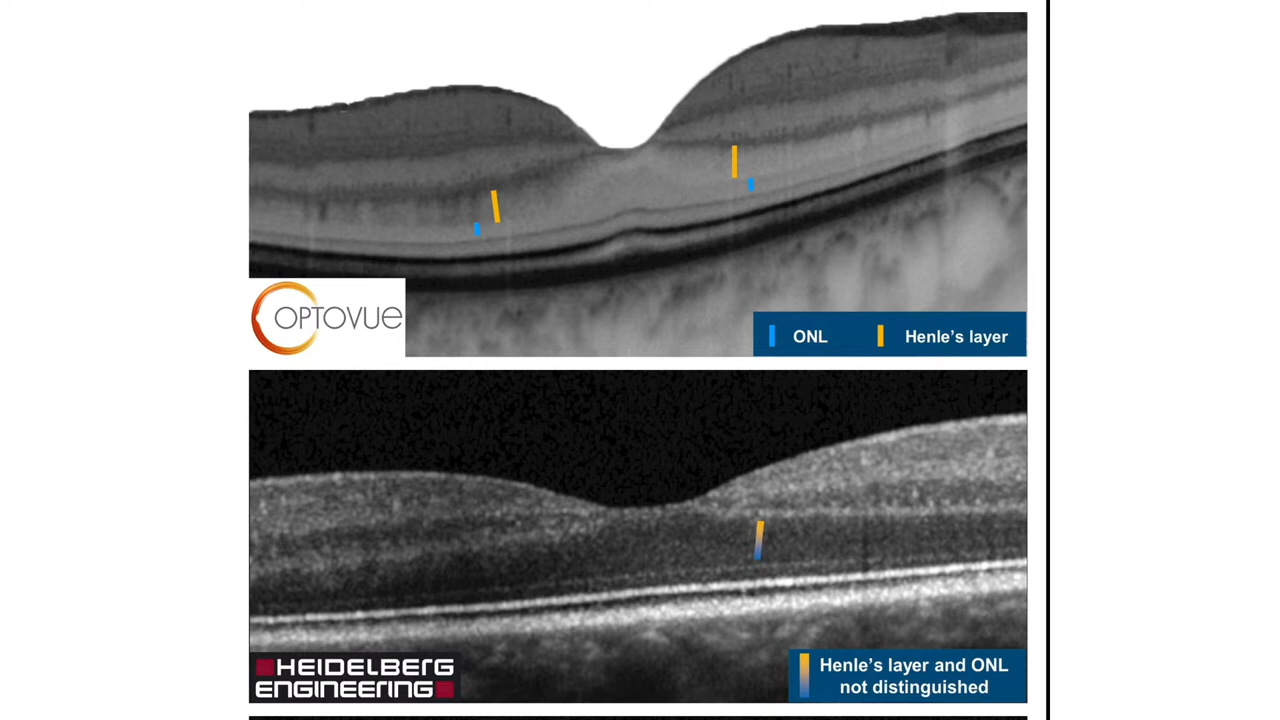 OPTOVUE
ONL
Henle's layer
HEIDELBERG
ENGINEERING
Henle's layer and ONL
not distinguished